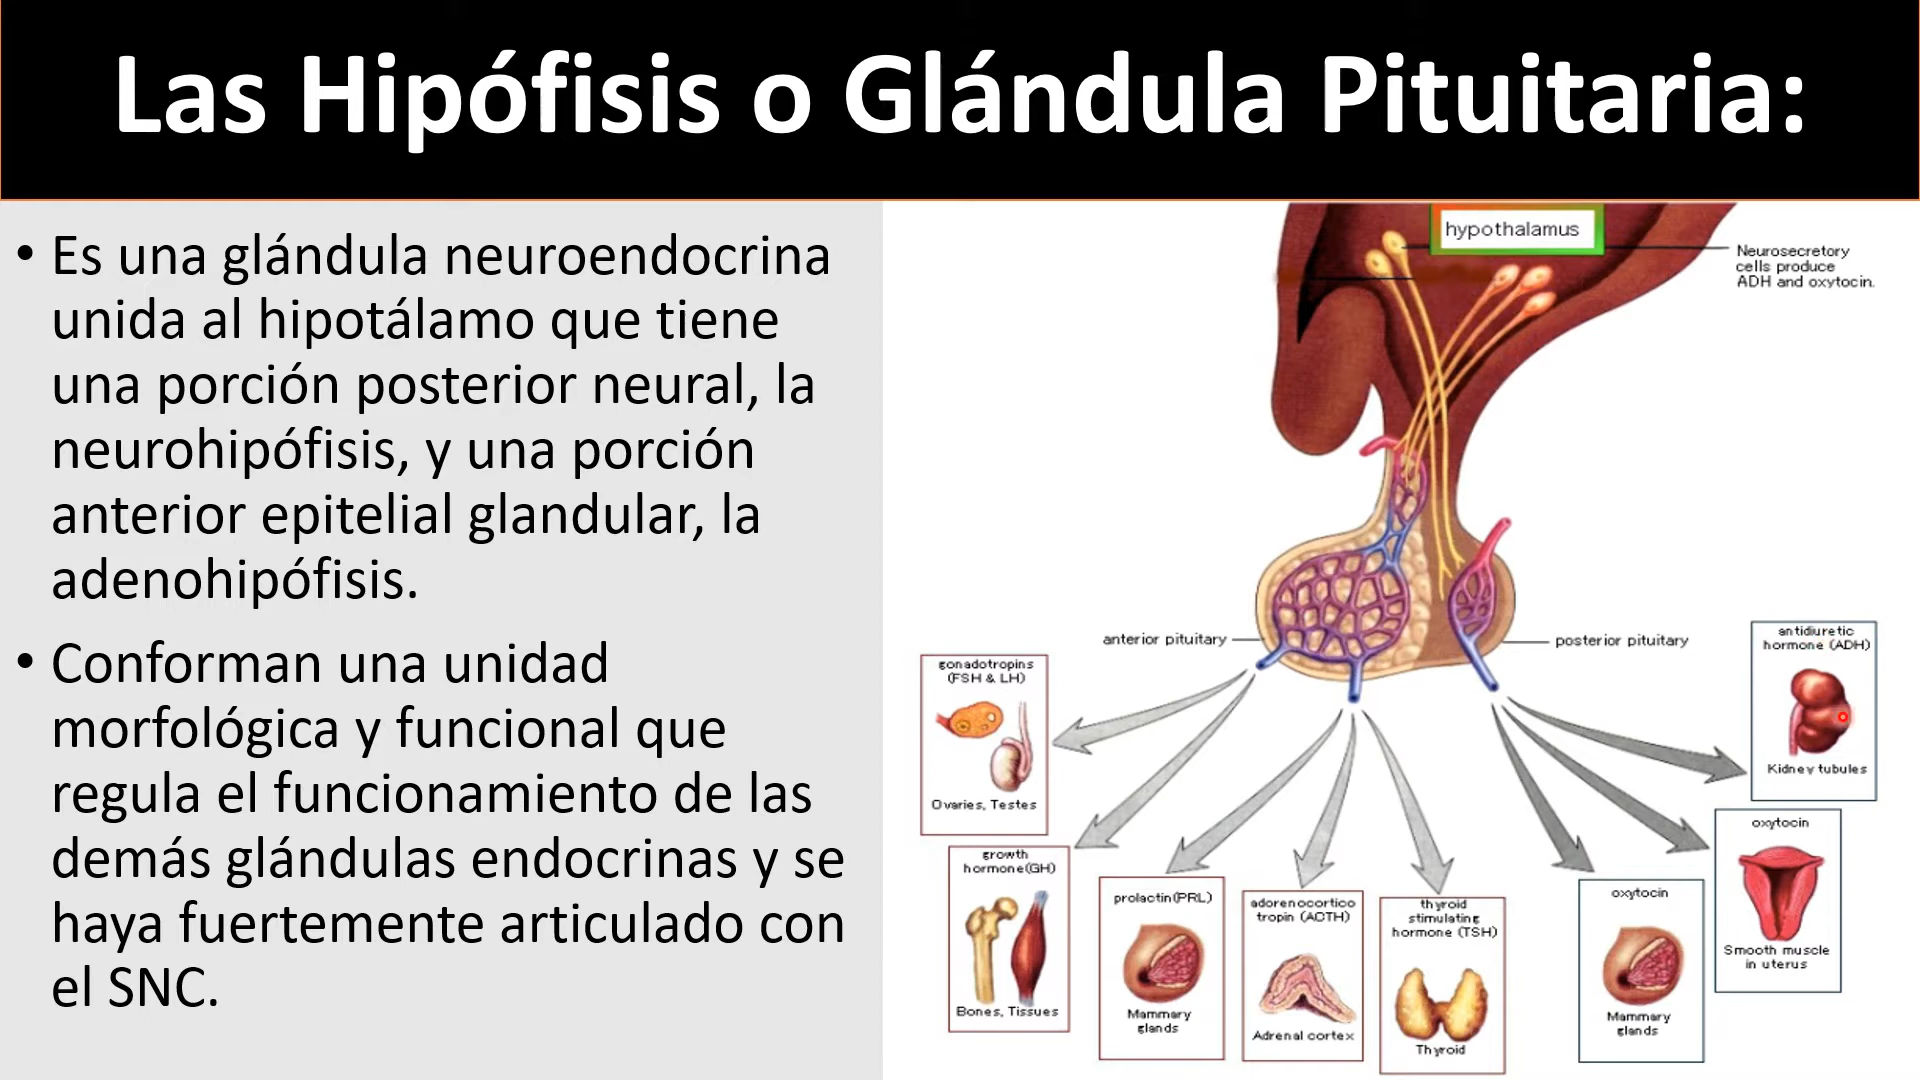 Las Hipófisis o Glándula Pituitaria:
• Es una glándula neuroendocrina
unida al hipotálamo que tiene
una porción posterior neural, la
neurohipófisis, y una porción
anterior epitelial glandular, la
adenohipófisis.
• Conforman una unidad
morfológica y funcional que
regula el funcionamiento de las
demás glándulas endocrinas y se
haya fuertemente articulado con
el SNC.
hypothalamus
Neurosecretory
cells produce
ADH and oxytocin.
anterior pituitary
posterior pituitary
gonadotropins
(FSH & LH)
Ovaries, Testes
growth
hormone(GH)
Bones, Tissues
prolactin(PRL)
Mammary
glands
adorenocortico
tropin (ACTH)
Adrenal cortex
thyroid
stimulating
hormone (TSH)
Thyroid
oxytocin
Mammary
glands
oxytocin
Smooth muscle
in uterus
antidiuretic
hormone (ADH)
Kidney tubules